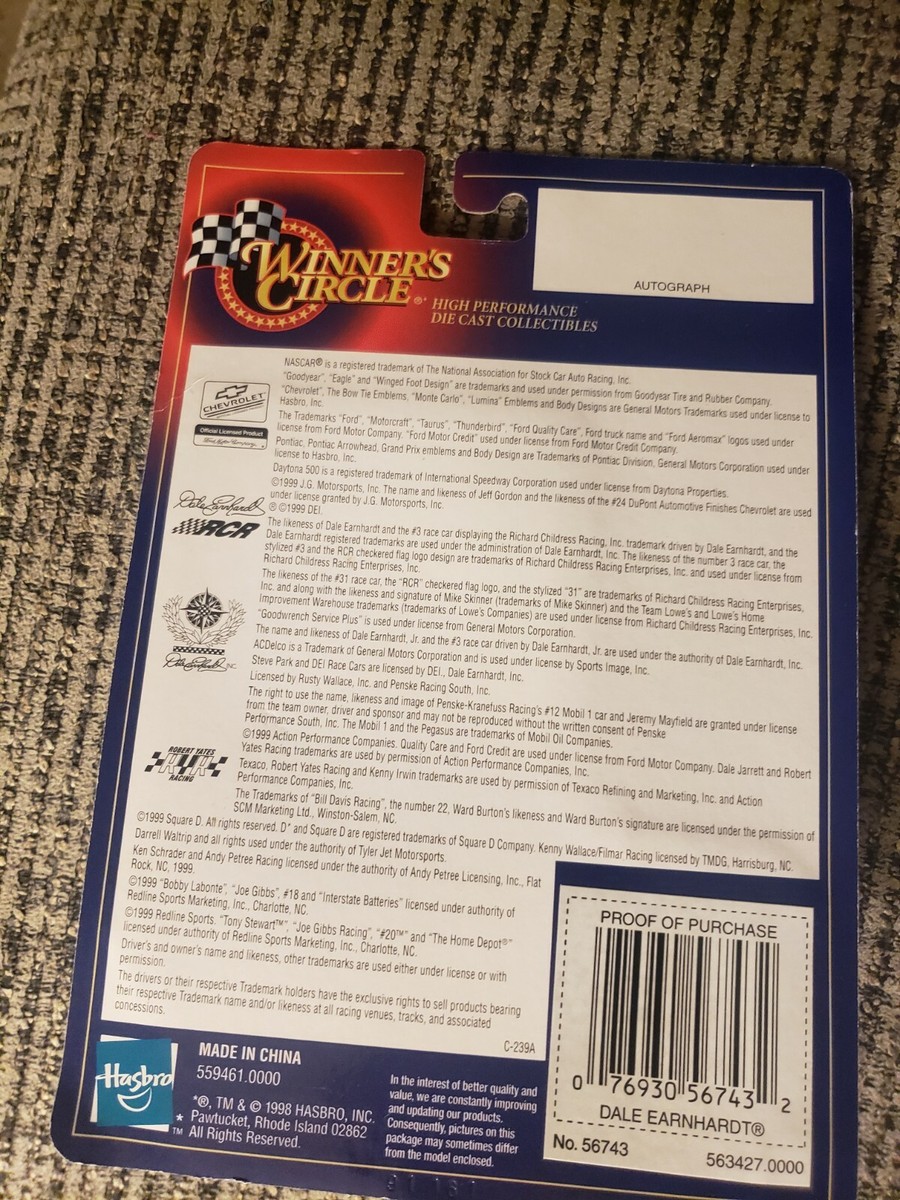 AUTOGRAPH
WINNER'S
CIRCLE®
HIGH PERFORMANCE
DIE CAST COLLECTIBLES
NASCAR® is a registered trademark of The National Association for Stock Car Auto Racing, Inc.
"Goodyear", "Eagle" and "Winged Foot Design" are trademarks and used under permission from Goodyear Tire and Rubber Company.
"Chevrolet", The Bow Tie Emblems, "Monte Carlo", "Lumina" Emblems and Body Designs are General Motors Trademarks used under license to
Hasbro, Inc.
The Trademarks "Ford", "Motorcraft", "Taurus", "Thunderbird", "Ford Quality Care", Ford truck name and "Ford Aeromax" logos used under
license from Ford Motor Company. "Ford Motor Credit" used under license from Ford Motor Credit Company.
Pontiac, Pontiac Arrowhead, Grand Prix emblems and Body Design are Trademarks of Pontiac Division, General Motors Corporation used under
license to Hasbro, Inc.
Daytona 500 is a registered trademark of International Speedway Corporation used under license from Daytona Properties.
©1999 J.G. Motorsports, Inc. The name and likeness of Jeff Gordon and the likeness of the #24 DuPont Automotive Finishes Chevrolet are used
under license granted by J.G. Motorsports, Inc.
® ©1999 DEI.
The likeness of Dale Earnhardt and the #3 race car displaying the Richard Childress Racing, Inc. trademark driven by Dale Earnhardt, and the
Dale Earnhardt registered trademarks are used under the administration of Dale Earnhardt, Inc. The likeness of the number 3 race car, the
stylized #3 and the RCR checkered flag logo design are trademarks of Richard Childress Racing Enterprises, Inc. and used under license from
Richard Childress Racing Enterprises, Inc.
The likeness of the #31 race car, the "RCR" checkered flag logo, and the stylized "31" are trademarks of Richard Childress Racing Enterprises,
Inc. and along with the likeness and signature of Mike Skinner (trademarks of Mike Skinner) and the Team Lowe's and Lowe's Home
Improvement Warehouse trademarks (trademarks of Lowe's Companies) are used under license from Richard Childress Racing Enterprises, Inc.
"Goodwrench Service Plus" is used under license from General Motors Corporation.
The name and likeness of Dale Earnhardt, Jr. and the #3 race car driven by Dale Earnhardt, Jr. are used under the authority of Dale Earnhardt, Inc.
ACDelco is a Trademark of General Motors Corporation and is used under license by Sports Image, Inc.
Steve Park and DEI Race Cars are licensed by DEI., Dale Earnhardt, Inc.
Licensed by Rusty Wallace, Inc. and Penske Racing South, Inc.
The right to use the name, likeness and image of Penske-Kranefuss Racing's #12 Mobil 1 car and Jeremy Mayfield are granted under license
from the team owner, driver and sponsor and may not be reproduced without the written consent of Penske
Performance South, Inc. The Mobil 1 and the Pegasus are trademarks of Mobil Oil Companies.
©1999 Action Performance Companies. Quality Care and Ford Credit are used under license from Ford Motor Company. Dale Jarrett and Robert
Yates Racing trademarks are used by permission of Action Performance Companies, Inc.
Texaco, Robert Yates Racing and Kenny Irwin trademarks are used by permission of Texaco Refining and Marketing, Inc. and Action
Performance Companies, Inc.
The Trademarks of "Bill Davis Racing", the number 22, Ward Burton's likeness and Ward Burton's signature are licensed under the permission of
SCM Marketing Ltd., Winston-Salem, NC.
©1999 Square D. All rights reserved. D* and Square D are registered trademarks of Square D Company. Kenny Wallace/Filmar Racing licensed by TMDG, Harrisburg, NC.
Darrell Waltrip and all rights used under the authority of Tyler Jet Motorsports.
Ken Schrader and Andy Petree Racing licensed under the authority of Andy Petree Licensing, Inc., Flat
Rock, NC, 1999.
©1999 "Bobby Labonte", "Joe Gibbs", #18 and "Interstate Batteries" licensed under authority of
Redline Sports Marketing, Inc., Charlotte, NC.
©1999 Redline Sports. "Tony Stewart™", "Joe Gibbs Racing", "#20™" and "The Home Depot®"
licensed under authority of Redline Sports Marketing, Inc., Charlotte, NC.
Driver's and owner's name and likeness, other trademarks are used either under license or with
permission.
The drivers or their respective Trademark holders have the exclusive rights to sell products bearing
their respective Trademark name and/or likeness at all racing venues, tracks, and associated
concessions.
C-239A
CHEVROLET
Official Licensed Product
Ford Motor Company
Dale Earnhardt
RCR
Dale Earnhardt INC
ROBERT YATES
RYR
RACING
PROOF OF PURCHASE
0 76930 56743 2
DALE EARNHARDT®
No. 56743
563427.0000
Hasbro
MADE IN CHINA
559461.0000
*®, TM & © 1998 HASBRO, INC.
* Pawtucket, Rhode Island 02862
™ All Rights Reserved.
In the interest of better quality and
value, we are constantly improving
and updating our products.
Consequently, pictures on this
package may sometimes differ
from the model enclosed.